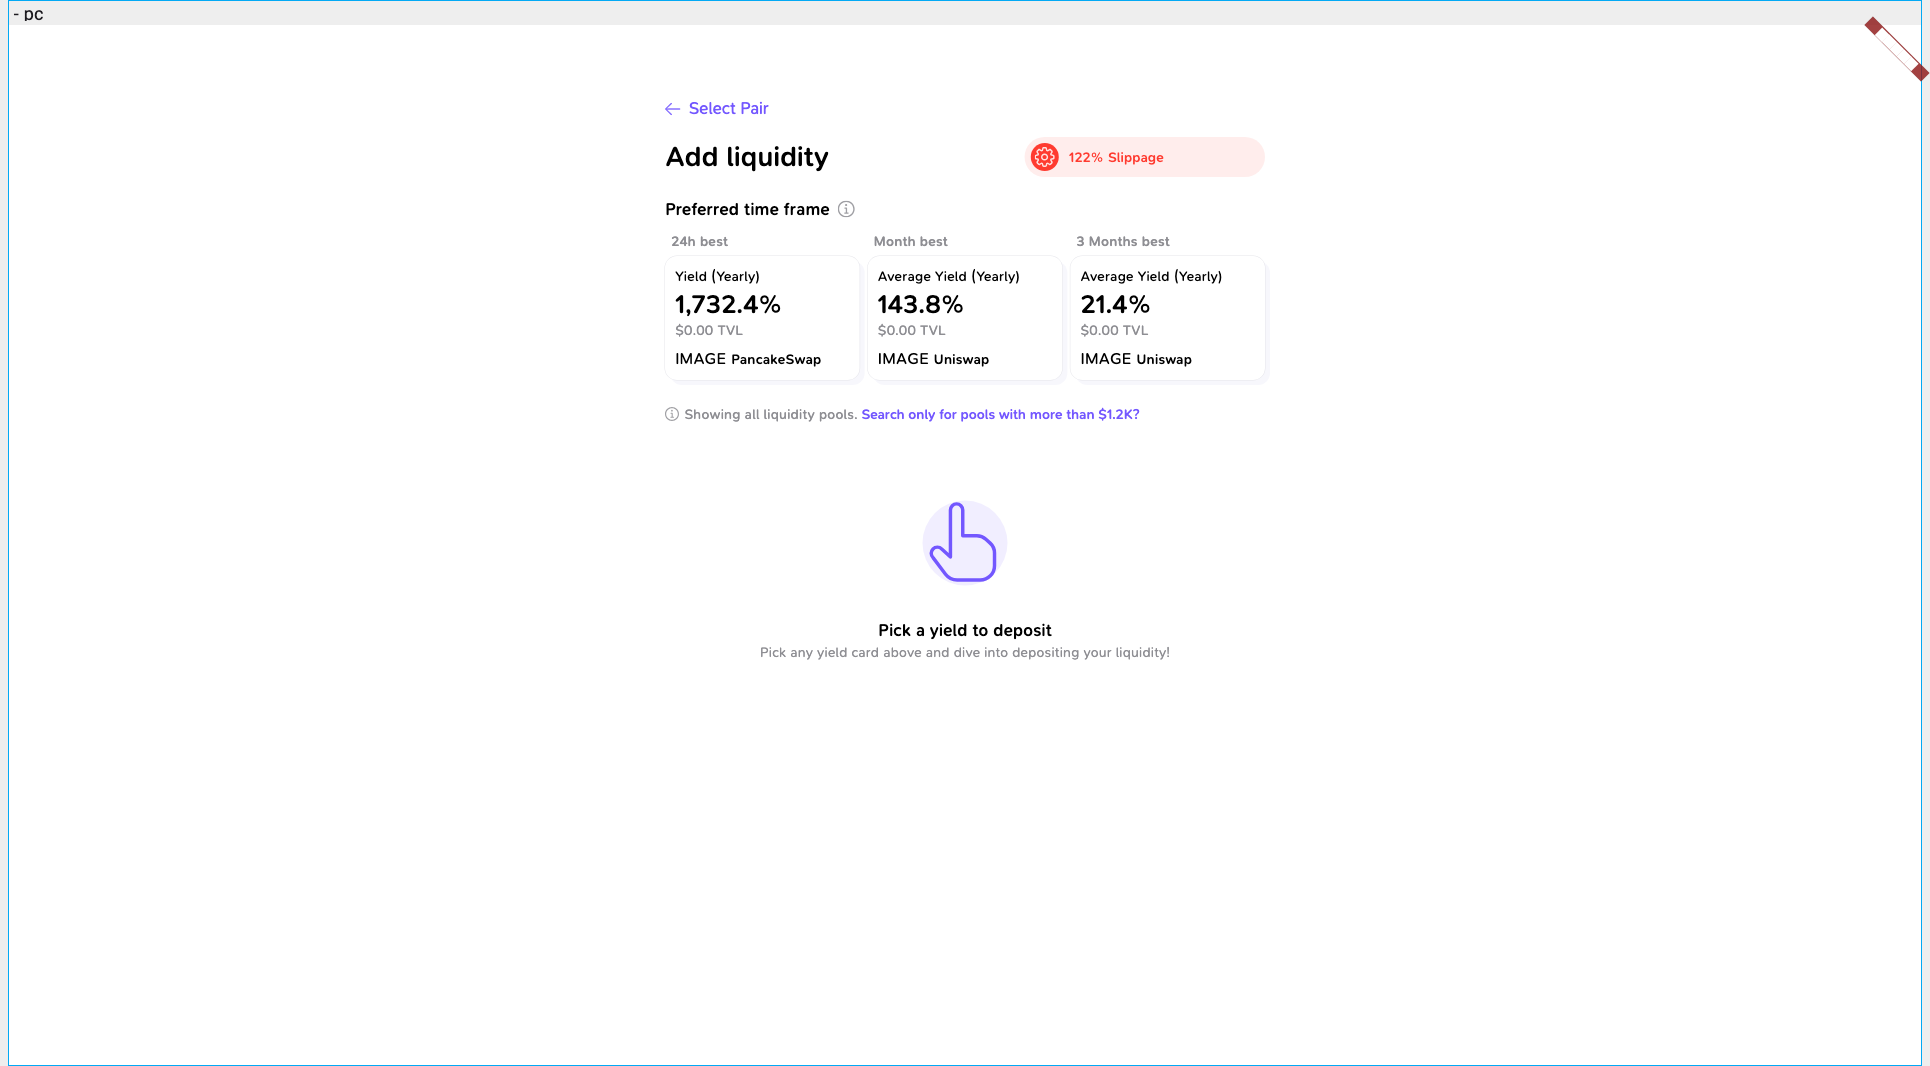 - pc
Select Pair
Add liquidity
122% Slippage
Preferred time frame
24h best
Month best
3 Months best
Yield (Yearly)
1,732.4%
$0.00 TVL
IMAGE PancakeSwap
Average Yield (Yearly)
143.8%
$0.00 TVL
IMAGE Uniswap
Average Yield (Yearly)
21.4%
$0.00 TVL
IMAGE Uniswap
Showing all liquidity pools. Search only for pools with more than $1.2K?
Pick a yield to deposit
Pick any yield card above and dive into depositing your liquidity!